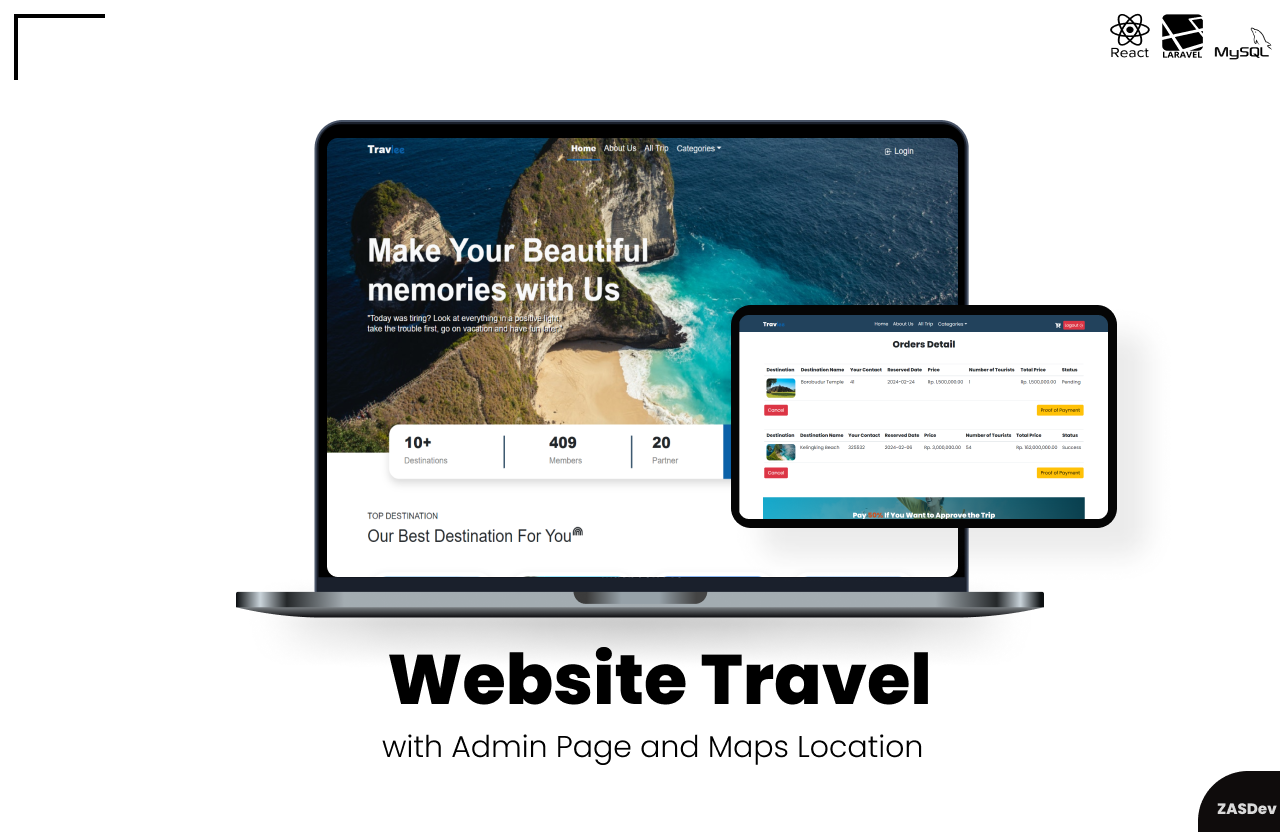 React
LARAVEL
MySQL
Travlee
Home About Us All Trip Categories
Login
Make Your Beautiful
memories with Us
"Today was tiring? Look at everything in a positive light,
take the trouble first, go on vacation and have fun late
10+
Destinations
409
Members
20
Partner
TOP DESTINATION
Our Best Destination For You
Trav
Home About Us All Trip Categories
Logout
Orders Detail
Destination Destination Name Your Contact Reserved Date Price Number of Tourists Total Price Status
Borobudur Temple 41 2024-02-24 Rp. 1,500,000.00 1 Rp. 1,500,000.00 Pending
Cancel Proof of Payment
Destination Destination Name Your Contact Reserved Date Price Number of Tourists Total Price Status
Kelingking Beach 325932 2024-02-06 Rp. 3,000,000.00 54 Rp. 162,000,000.00 Success
Cancel Proof of Payment
Pay 50% If You Want to Approve the Trip
Website Travel
with Admin Page and Maps Location
ZASDev